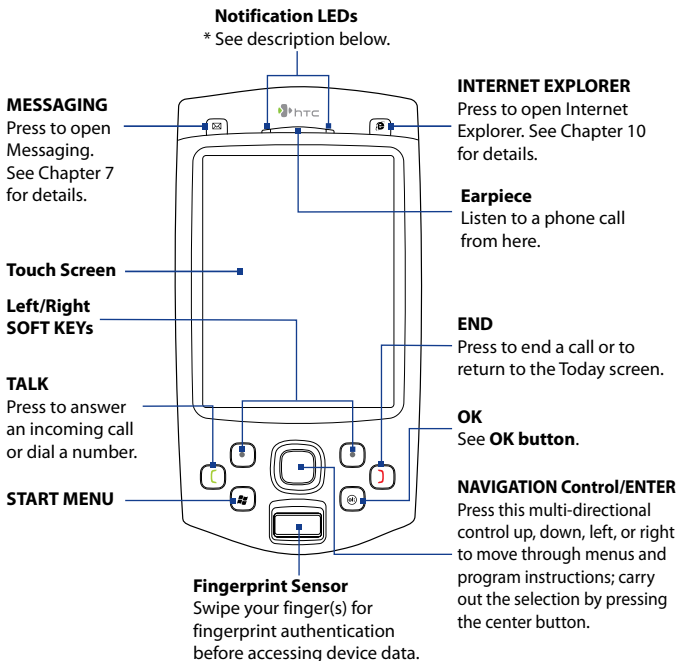 Notification LEDs
* See description below.
MESSAGING
Press to open
Messaging.
See Chapter 7
for details.
hTC
INTERNET EXPLORER
Press to open Internet
Explorer. See Chapter 10
for details.
Earpiece
Listen to a phone call
from here.
Touch Screen
Left/Right
SOFT KEYs
END
Press to end a call or to
return to the Today screen.
TALK
Press to answer
an incoming call
or dial a number.
OK
See OK button.
ok
START MENU
NAVIGATION Control/ENTER
Press this multi-directional
control up, down, left, or right
to move through menus and
program instructions; carry
out the selection by pressing
the center button.
Fingerprint Sensor
Swipe your finger(s) for
fingerprint authentication
before accessing device data.